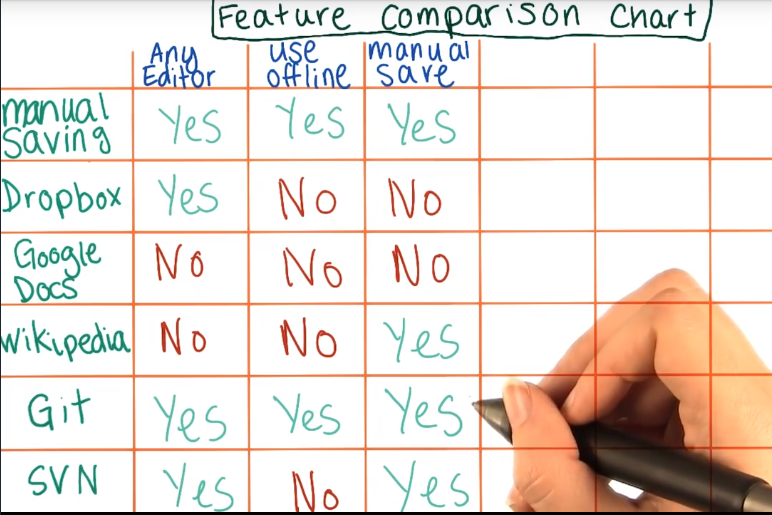 Feature Comparison Chart
Any Editor use offline manual save
manual saving Yes Yes Yes
Dropbox Yes No No
Google Docs No No No
Wikipedia No No Yes
Git Yes Yes Yes
SVN Yes No Yes